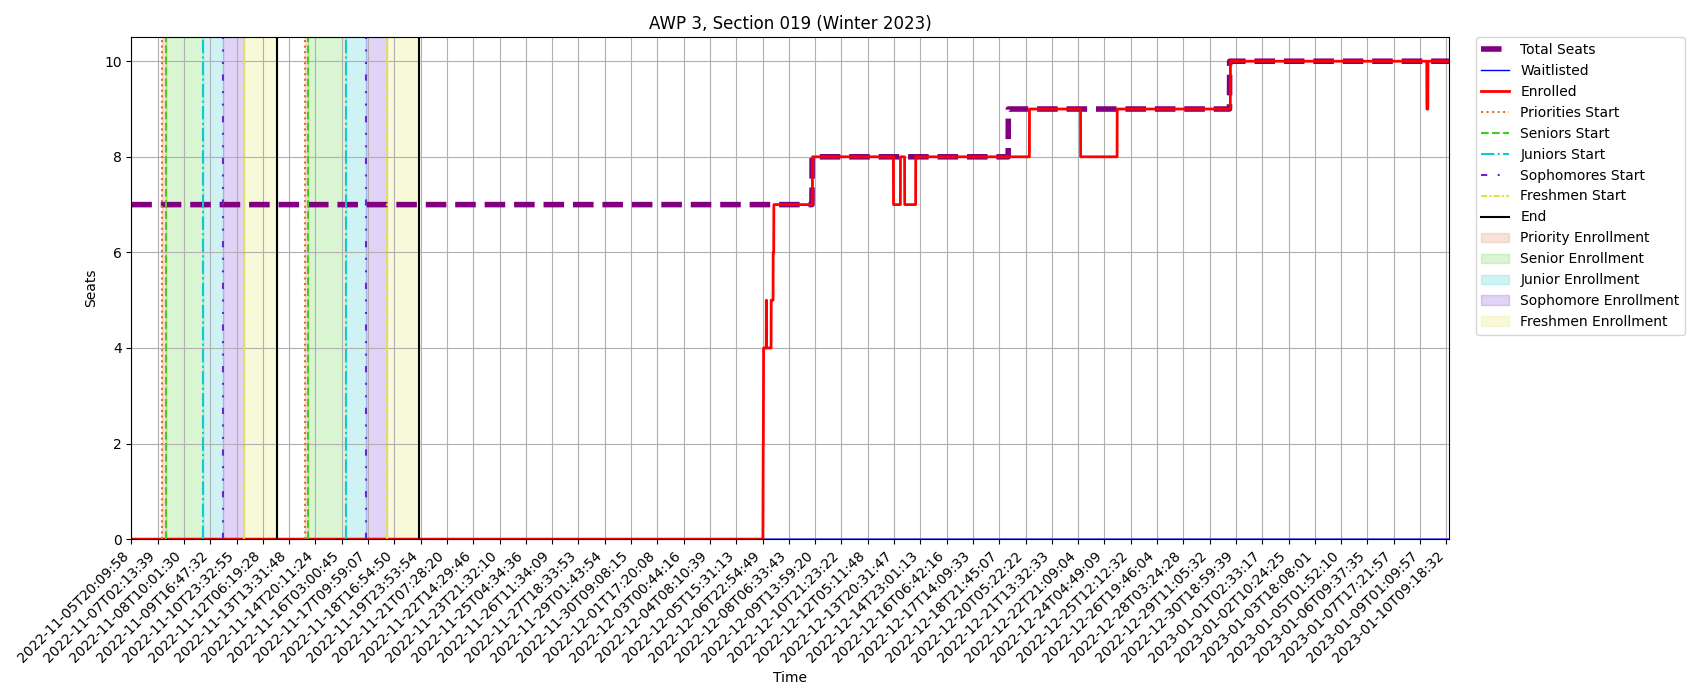 AWP 3, Section 019 (Winter 2023)
Seats
10
8
6
4
2
0
2022-11-05T20:09:58
2022-11-07T02:13:39
2022-11-08T10:01:30
2022-11-09T16:47:32
2022-11-10T23:32:55
2022-11-12T06:19:28
2022-11-13T13:31:48
2022-11-14T20:11:24
2022-11-16T03:00:45
2022-11-17T09:59:07
2022-11-18T16:54:50
2022-11-19T23:53:54
2022-11-21T07:28:20
2022-11-22T14:29:46
2022-11-23T21:32:10
2022-11-25T04:34:36
2022-11-26T11:34:09
2022-11-27T18:33:53
2022-11-29T01:43:54
2022-11-30T09:08:15
2022-12-01T17:20:08
2022-12-03T00:44:16
2022-12-04T08:10:39
2022-12-05T15:31:13
2022-12-06T22:54:49
2022-12-08T06:33:43
2022-12-09T13:59:20
2022-12-10T21:23:22
2022-12-12T05:11:48
2022-12-13T20:31:47
2022-12-14T23:01:13
2022-12-16T06:42:16
2022-12-17T14:09:33
2022-12-18T21:45:07
2022-12-20T05:22:22
2022-12-21T13:32:33
2022-12-22T21:09:04
2022-12-24T04:49:09
2022-12-25T12:12:32
2022-12-26T19:46:04
2022-12-28T03:24:28
2022-12-29T11:05:32
2022-12-30T18:59:39
2023-01-01T02:33:17
2023-01-02T10:24:25
2023-01-03T18:08:01
2023-01-05T01:52:10
2023-01-06T09:37:35
2023-01-07T17:21:57
2023-01-09T01:09:57
2023-01-10T09:18:32
Time
Total Seats
Waitlisted
Enrolled
Priorities Start
Seniors Start
Juniors Start
Sophomores Start
Freshmen Start
End
Priority Enrollment
Senior Enrollment
Junior Enrollment
Sophomore Enrollment
Freshmen Enrollment